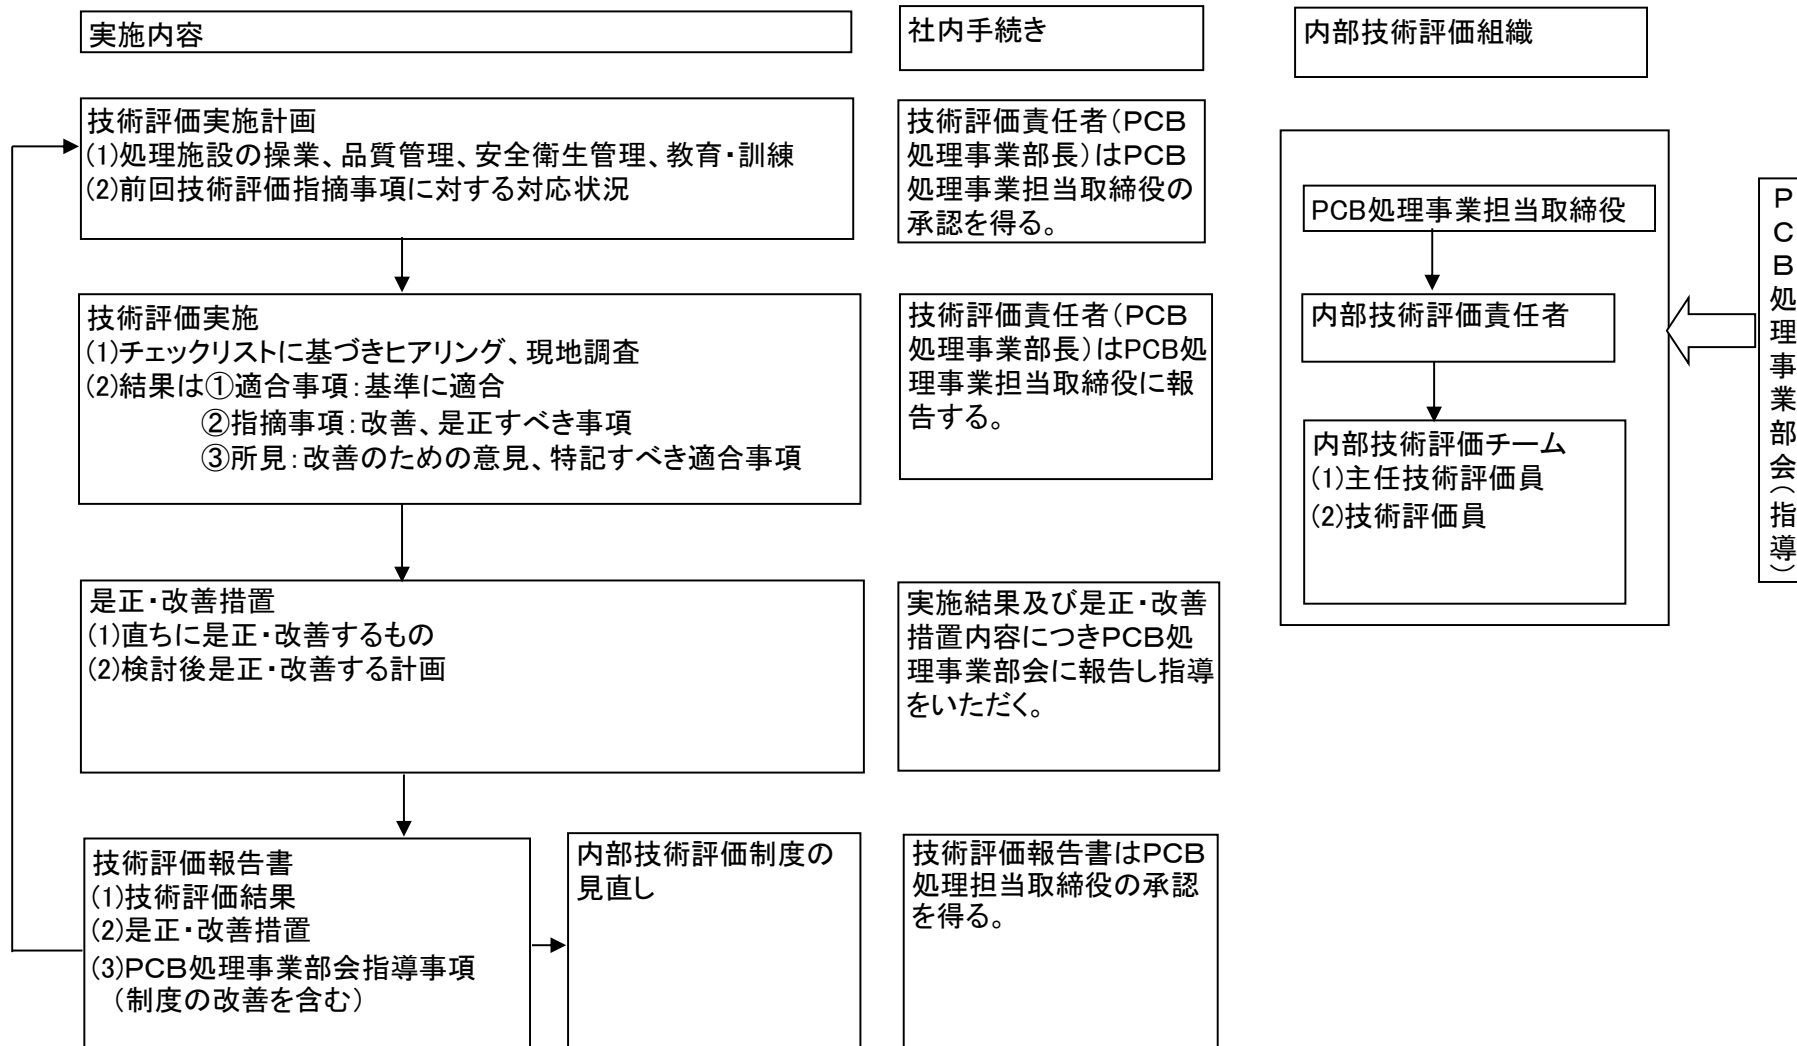 実施内容
社内手続き
内部技術評価組織
技術評価実施計画
(1)処理施設の操業、品質管理、安全衛生管理、教育・訓練
(2)前回技術評価指摘事項に対する対応状況
技術評価責任者(PCB
処理事業部長)はPCB
処理事業担当取締役の
承認を得る。
技術評価実施
(1)チェックリストに基づきヒアリング、現地調査
(2)結果は①適合事項:基準に適合
②指摘事項:改善、是正すべき事項
③所見:改善のための意見、特記すべき適合事項
技術評価責任者(PCB
処理事業部長)はPCB処
理事業担当取締役に報
告する。
是正・改善措置
(1)直ちに是正・改善するもの
(2)検討後是正・改善する計画
実施結果及び是正・改善
措置内容につきPCB処
理事業部会に報告し指導
をいただく。
技術評価報告書
(1)技術評価結果
(2)是正・改善措置
(3)PCB処理事業部会指導事項
(制度の改善を含む)
内部技術評価制度の
見直し
技術評価報告書はPCB
処理担当取締役の承認
を得る。
PCB処理事業担当取締役
内部技術評価責任者
内部技術評価チーム
(1)主任技術評価員
(2)技術評価員
PCB処理事業部会(指導)